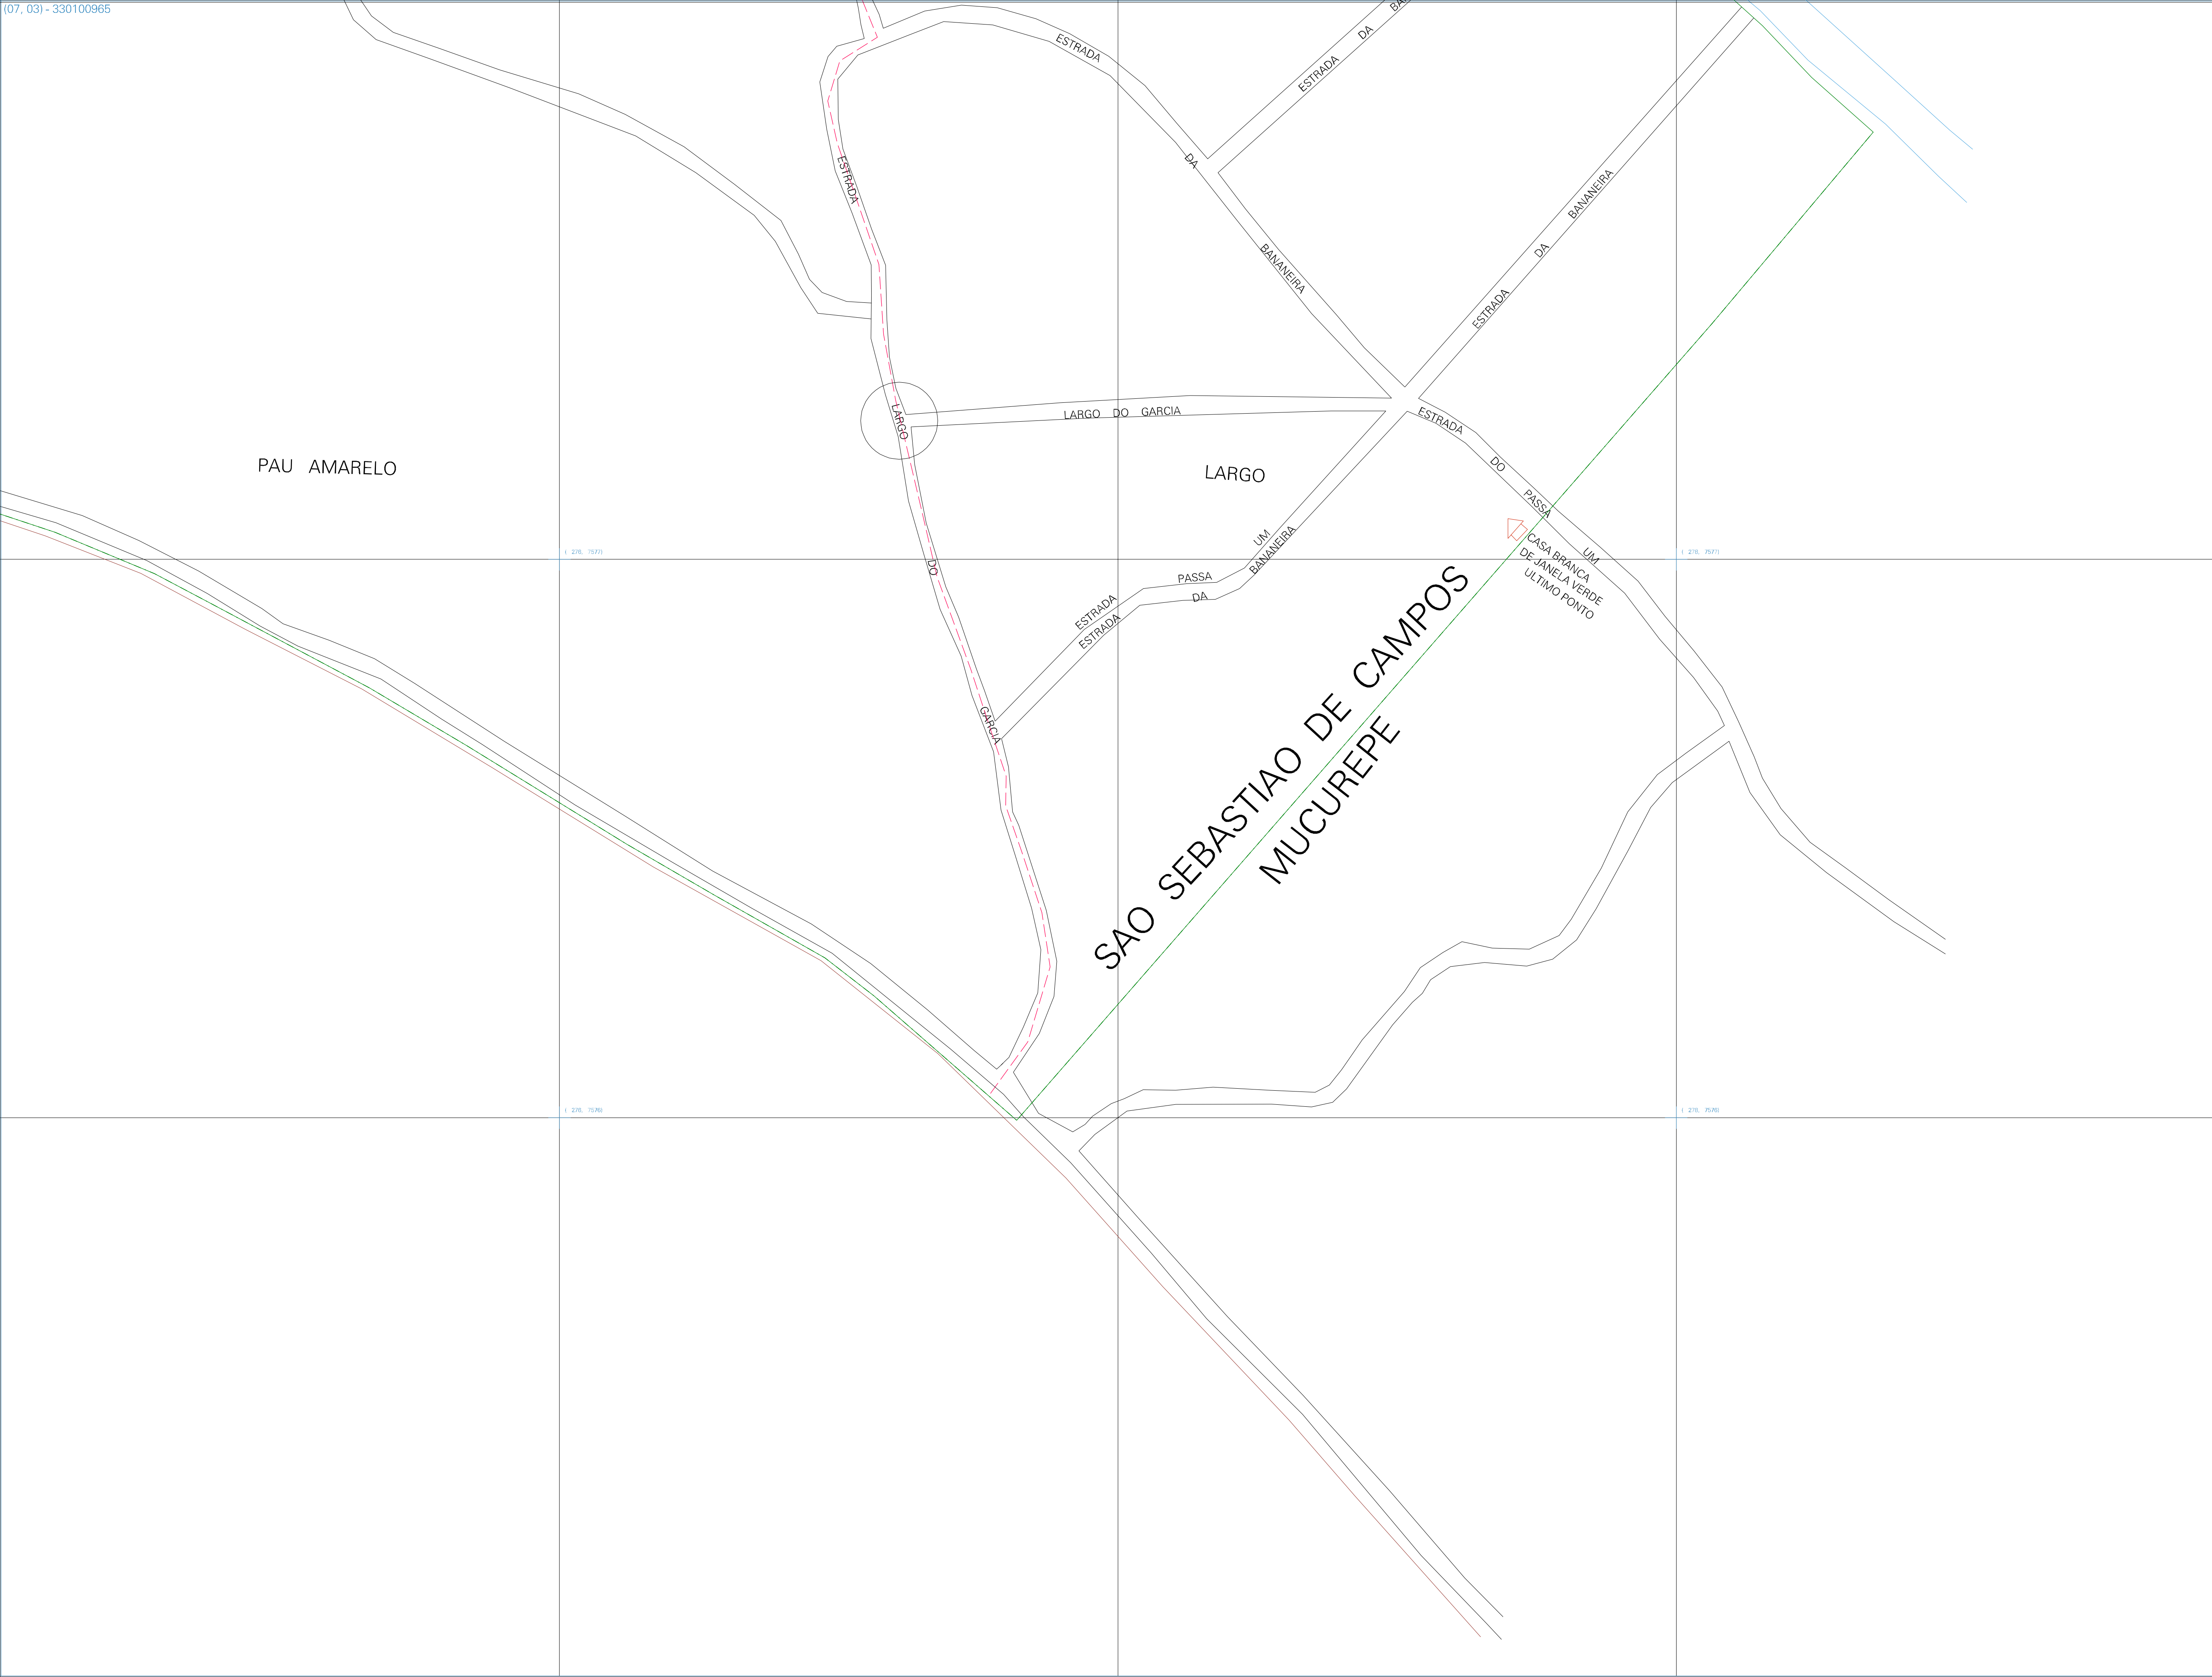 (07, 03) - 330100965
ESTRADA DA BANANEIRA
ESTRADA DA
ESTRADA DA BANANEIRA
ESTRADA LARGO DO GARCIA
LARGO DO GARCIA
PAU AMARELO
LARGO
ESTRADA DO PASSA UM
ESTRADA PASSA UM
ESTRADA DA BANANEIRA
CASA BRANCA
DE JANELA VERDE
ULTIMO PONTO
SAO SEBASTIAO DE CAMPOS
MUCUREPE